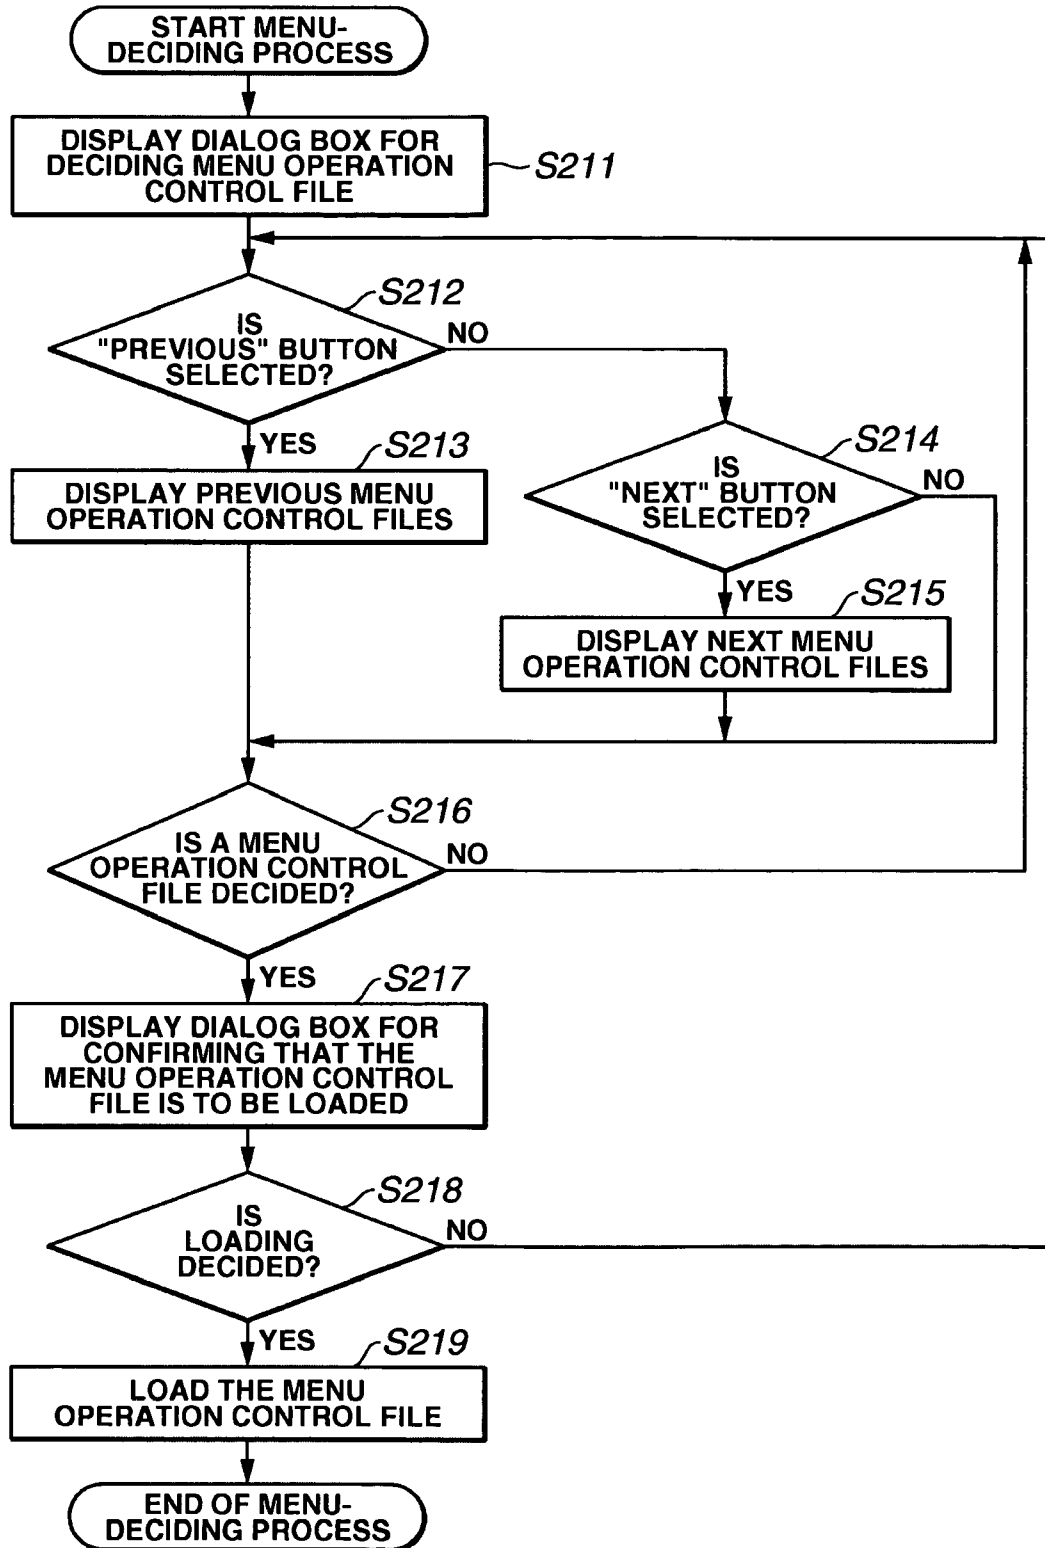 START MENU-
DECIDING PROCESS
DISPLAY DIALOG BOX FOR
DECIDING MENU OPERATION
CONTROL FILE
S211
S212
IS
"PREVIOUS" BUTTON
SELECTED?
NO
YES
S213
DISPLAY PREVIOUS MENU
OPERATION CONTROL FILES
S214
IS
"NEXT" BUTTON
SELECTED?
NO
YES
S215
DISPLAY NEXT MENU
OPERATION CONTROL FILES
S216
IS A MENU
OPERATION CONTROL
FILE DECIDED?
NO
YES
S217
DISPLAY DIALOG BOX FOR
CONFIRMING THAT THE
MENU OPERATION CONTROL
FILE IS TO BE LOADED
S218
IS
LOADING
DECIDED?
NO
YES
S219
LOAD THE MENU
OPERATION CONTROL FILE
END OF MENU-
DECIDING PROCESS